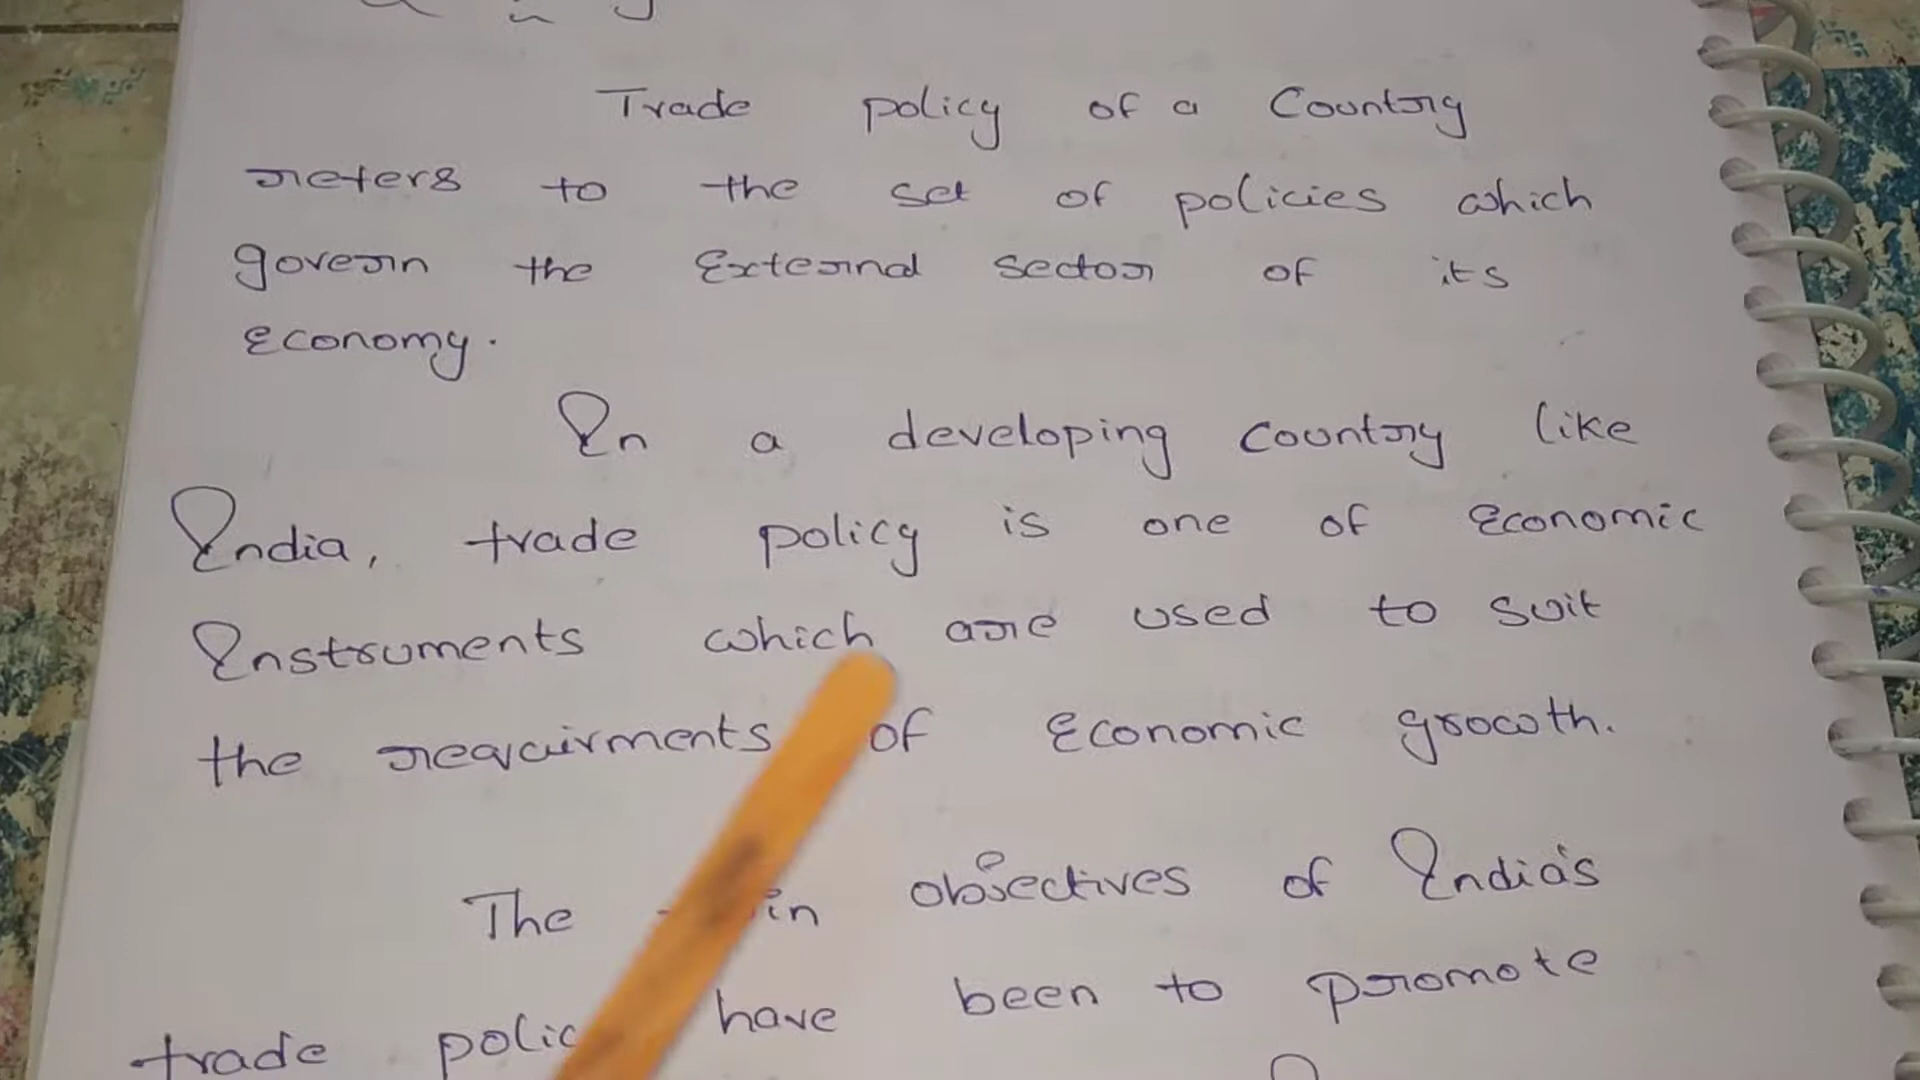 Trade policy of a Country
refers to the set of policies which
govern the External sector of its
Economy.
In a developing country like
India, trade policy is one of Economic
Instruments which are used to suit
the requirments of Economic growth.
The objectives of India's
trade have been to promote